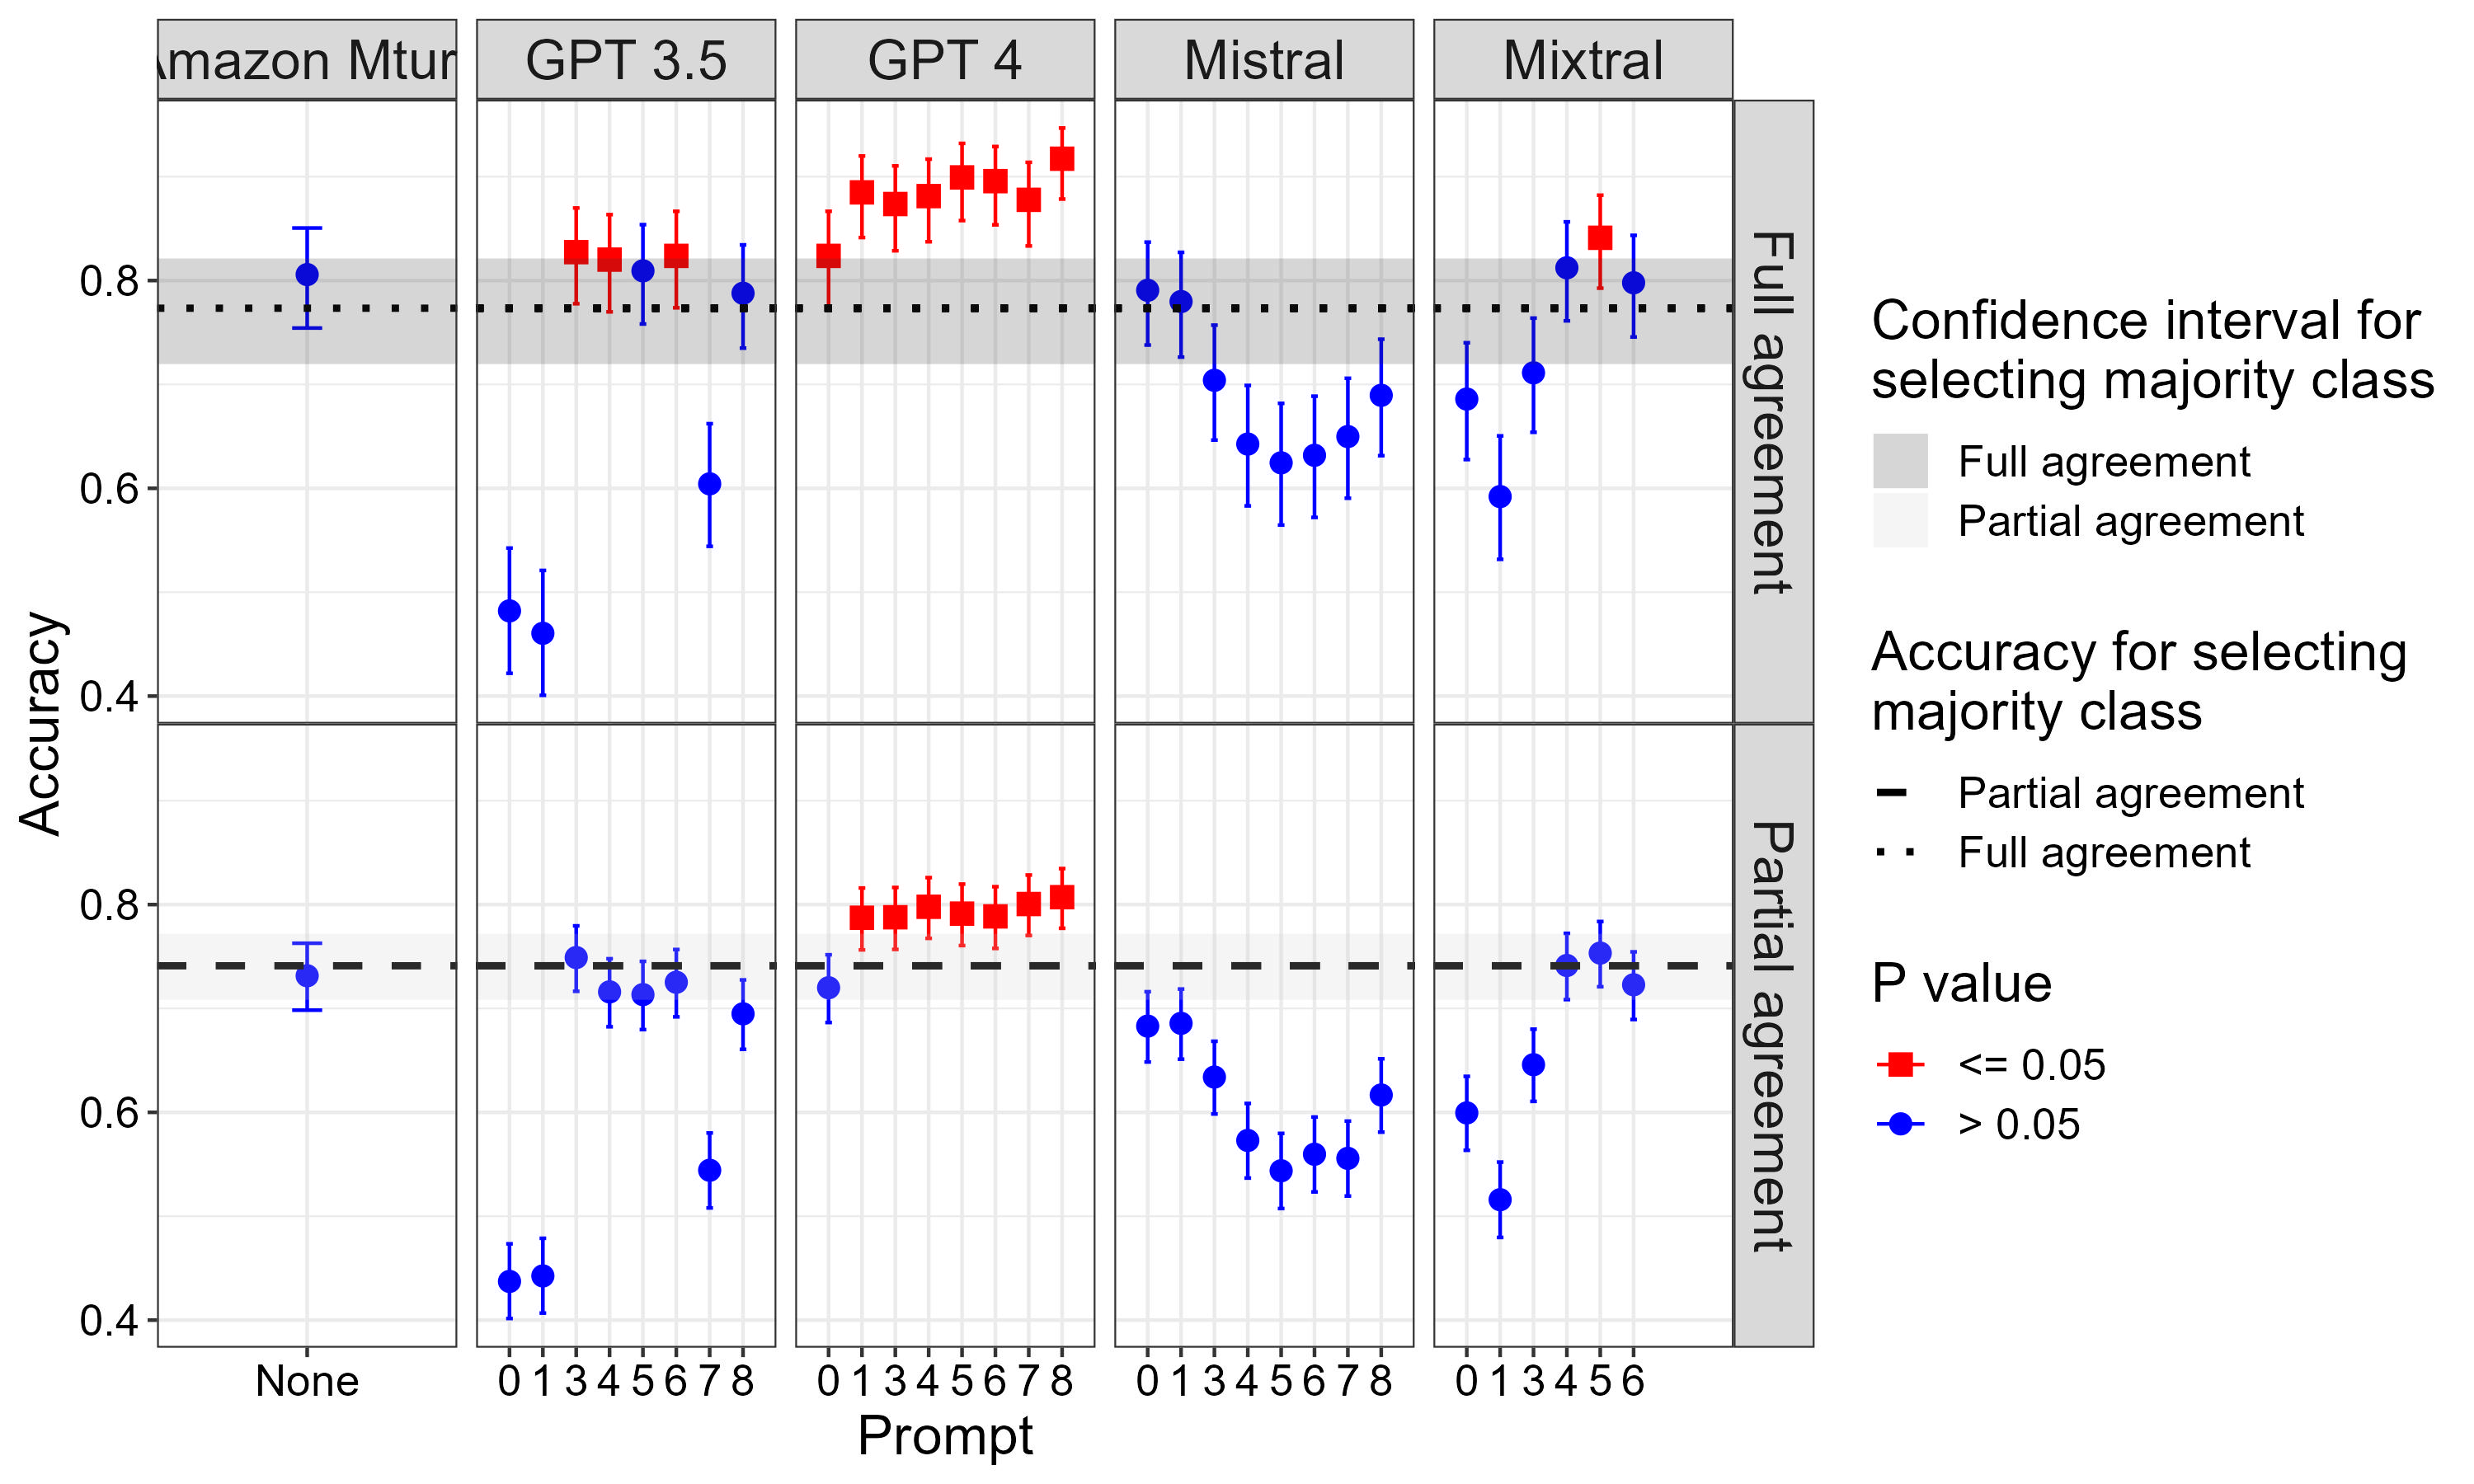 mazon Mtur
GPT 3.5
GPT 4
Mistral
Mixtral
Accuracy
0.8
0.6
0.4
Full agreement
0.8
0.6
0.4
Partial agreement
None
0 1 3 4 5 6 7 8
0 1 3 4 5 6 7 8
0 1 3 4 5 6 7 8
0 1 3 4 5 6
Prompt
Confidence interval for
selecting majority class
Full agreement
Partial agreement
Accuracy for selecting
majority class
Partial agreement
Full agreement
P value
<= 0.05
> 0.05